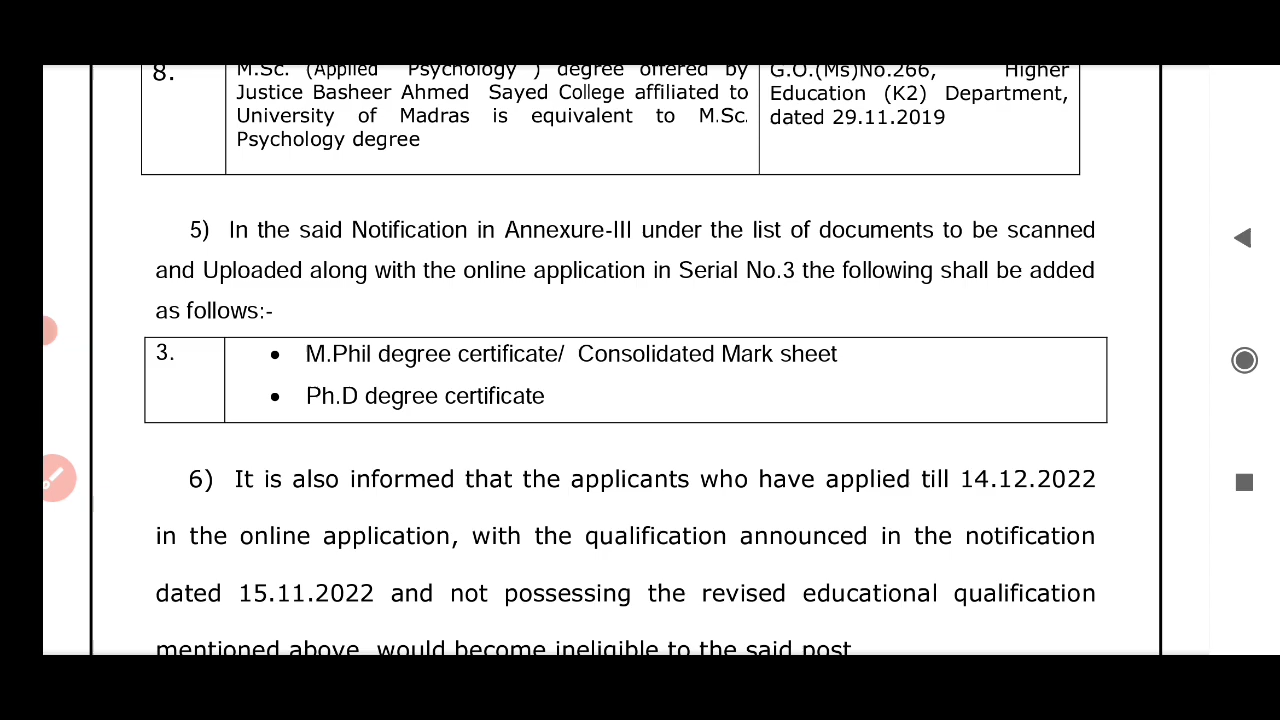 8.
M.Sc. (Applied Psychology ) degree offered by
Justice Basheer Ahmed Sayed College affiliated to
University of Madras is equivalent to M.Sc.
Psychology degree
G.O.(Ms)No.266, Higher
Education (K2) Department,
dated 29.11.2019
5) In the said Notification in Annexure-III under the list of documents to be scanned
and Uploaded along with the online application in Serial No.3 the following shall be added
as follows:-
3.
• M.Phil degree certificate/ Consolidated Mark sheet
• Ph.D degree certificate
6) It is also informed that the applicants who have applied till 14.12.2022
in the online application, with the qualification announced in the notification
dated 15.11.2022 and not possessing the revised educational qualification
mentioned above would become ineligible to the said post